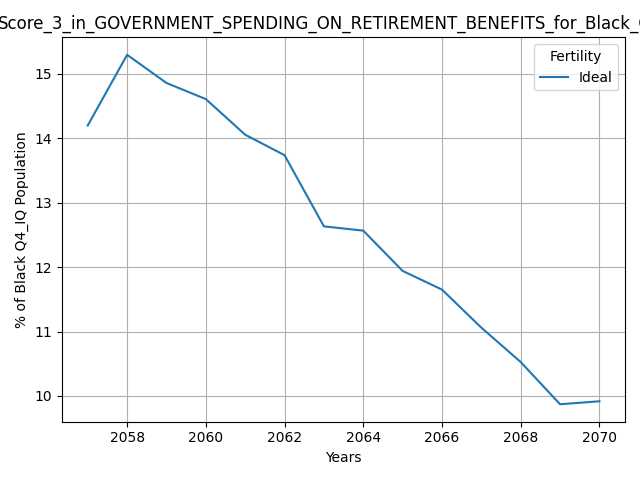 Score_3_in_GOVERNMENT_SPENDING_ON_RETIREMENT_BENEFITS_for_Black_
Fertility
Ideal
% of Black Q4_IQ Population
15
14
13
12
11
10
2058 2060 2062 2064 2066 2068 2070
Years